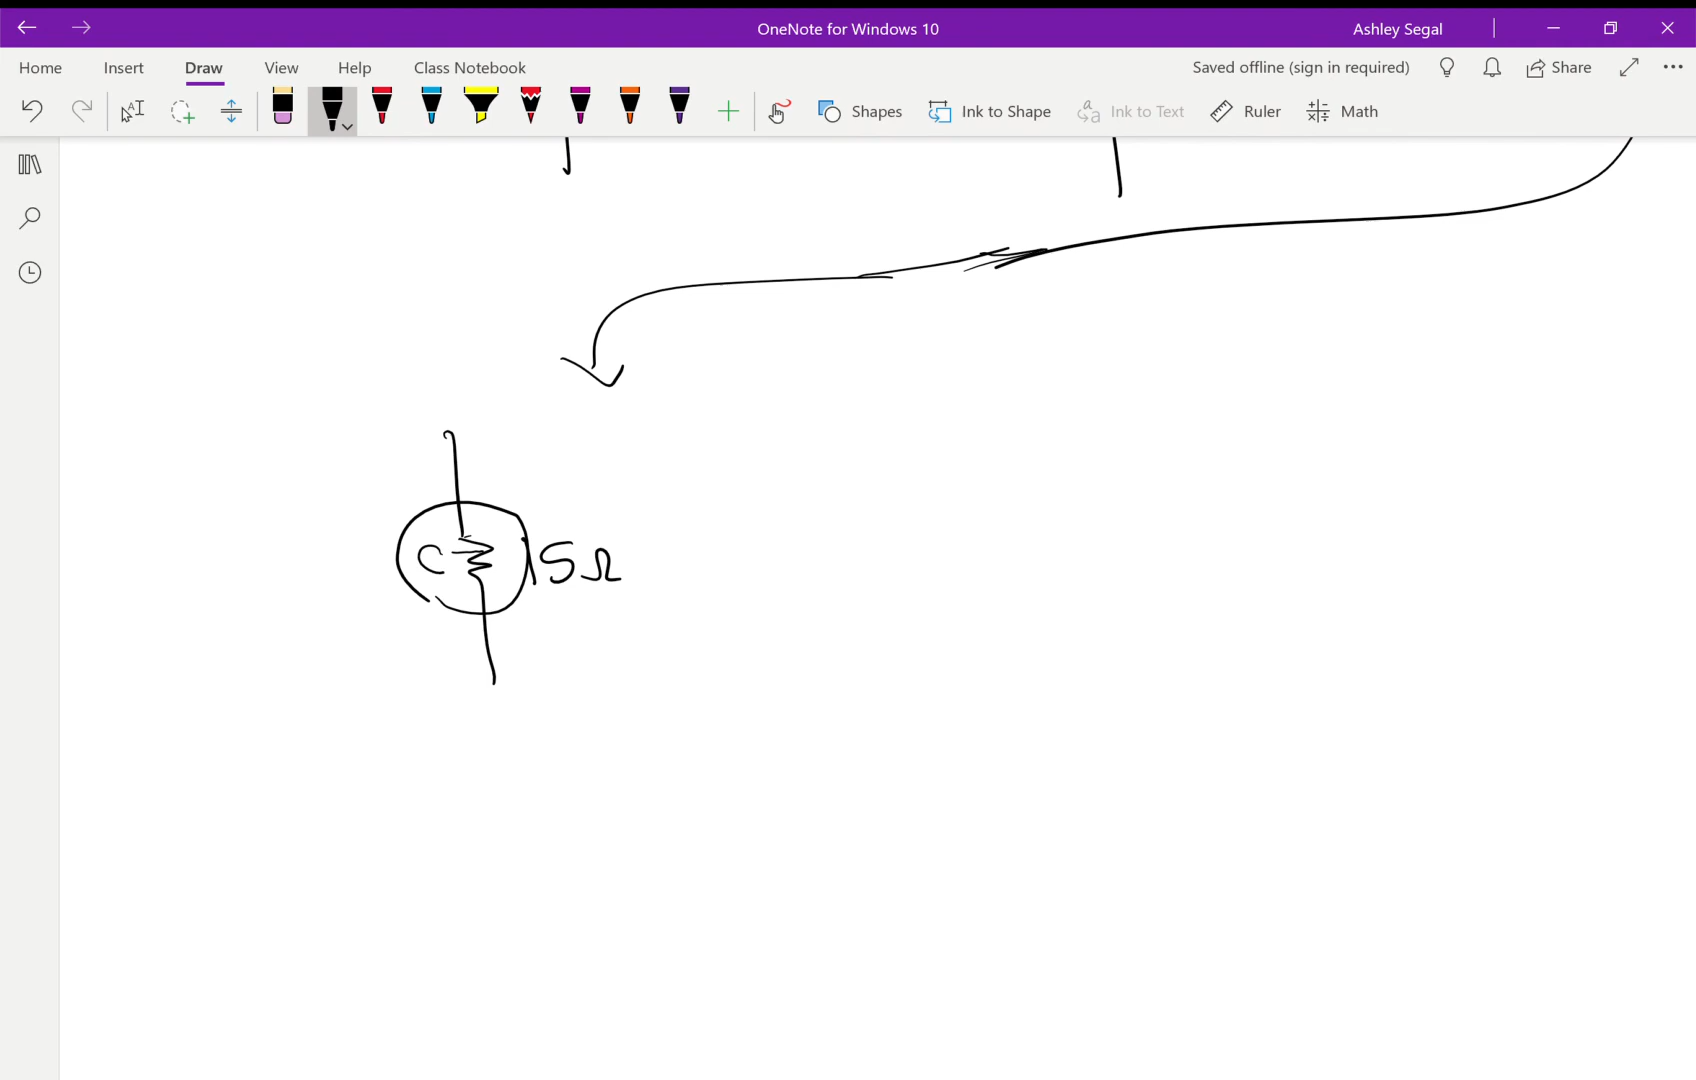 OneNote for Windows 10
Ashley Segal
Home Insert Draw View Help Class Notebook
Saved offline (sign in required)
Share
Shapes
Ink to Shape
Ink to Text
Ruler
Math
C 15Ω